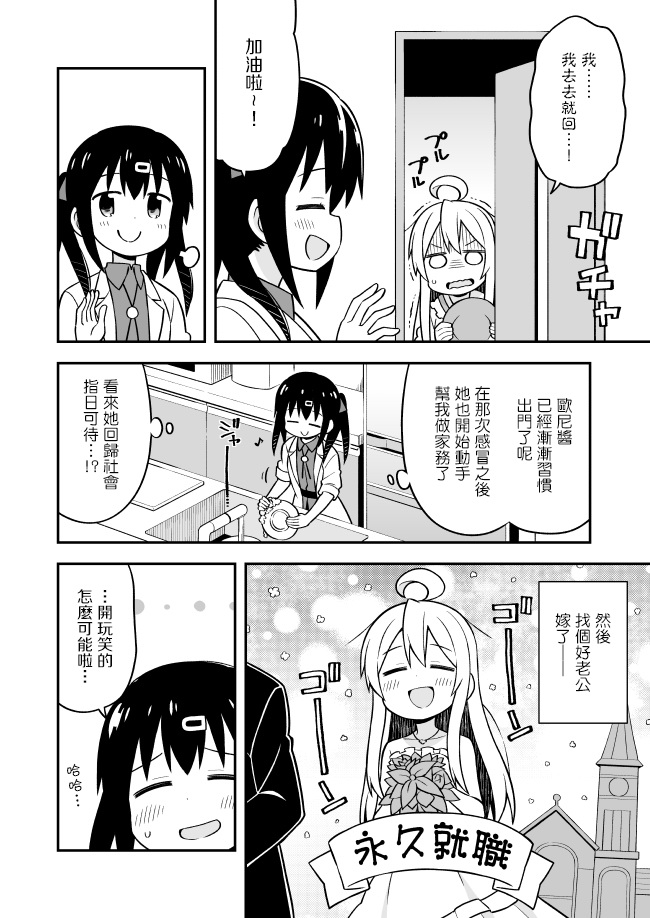 我……
我去去就回…！
プル
プル
ガチャ
加油啦~！
歐尼醬
已經漸漸習慣
出門了呢
在那次感冒之後
她也開始動手
幫我做家務了
ジャー
♪
看來她回歸社會
指日可待…!?
然後
找個好老公
嫁了——
ゴーン
ゴーン
永久就職
…開玩笑的
怎麼可能啦…
哈
哈…